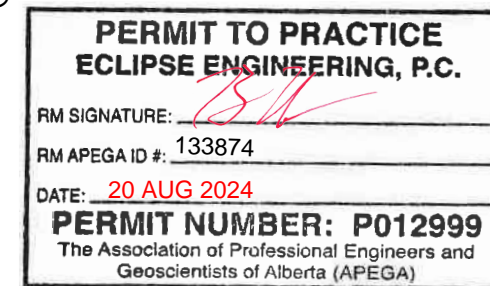 PERMIT TO PRACTICE
ECLIPSE ENGINEERING, P.C.
RM SIGNATURE:
RM APEGA ID #: 133874
DATE: 20 AUG 2024
PERMIT NUMBER: P012999
The Association of Professional Engineers and
Geoscientists of Alberta (APEGA)